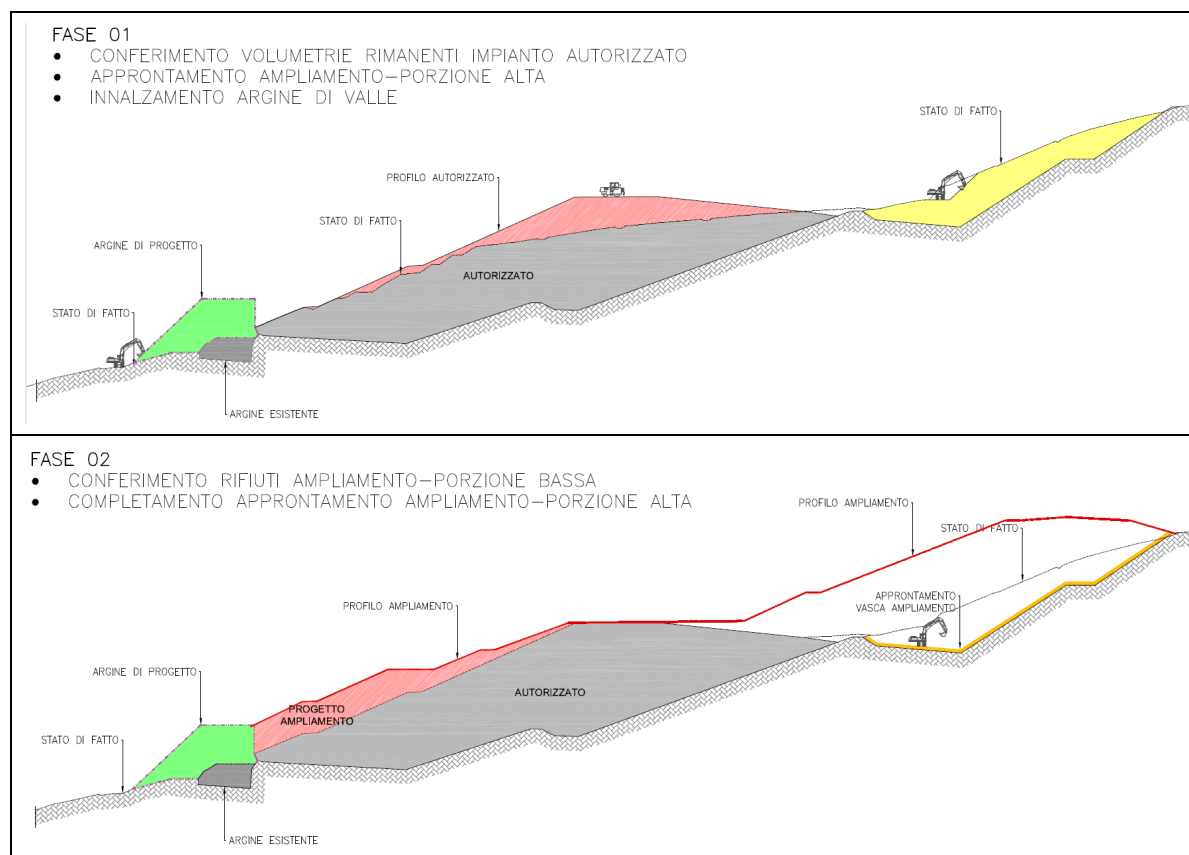 FASE 01
• CONFERIMENTO VOLUMETRIE RIMANENTI IMPIANTO AUTORIZZATO
• APPRONTAMENTO AMPLIAMENTO-PORZIONE ALTA
• INNALZAMENTO ARGINE DI VALLE
STATO DI FATTO
PROFILO AUTORIZZATO
STATO DI FATTO
ARGINE DI PROGETTO
AUTORIZZATO
STATO DI FATTO
ARGINE ESISTENTE
FASE 02
• CONFERIMENTO RIFIUTI AMPLIAMENTO-PORZIONE BASSA
• COMPLETAMENTO APPRONTAMENTO AMPLIAMENTO-PORZIONE ALTA
PROFILO AMPLIAMENTO
STATO DI FATTO
APPRONTAMENTO
VASCA AMPLIAMENTO
PROFILO AMPLIAMENTO
ARGINE DI PROGETTO
AUTORIZZATO
PROGETTO
AMPLIAMENTO
STATO DI FATTO
ARGINE ESISTENTE